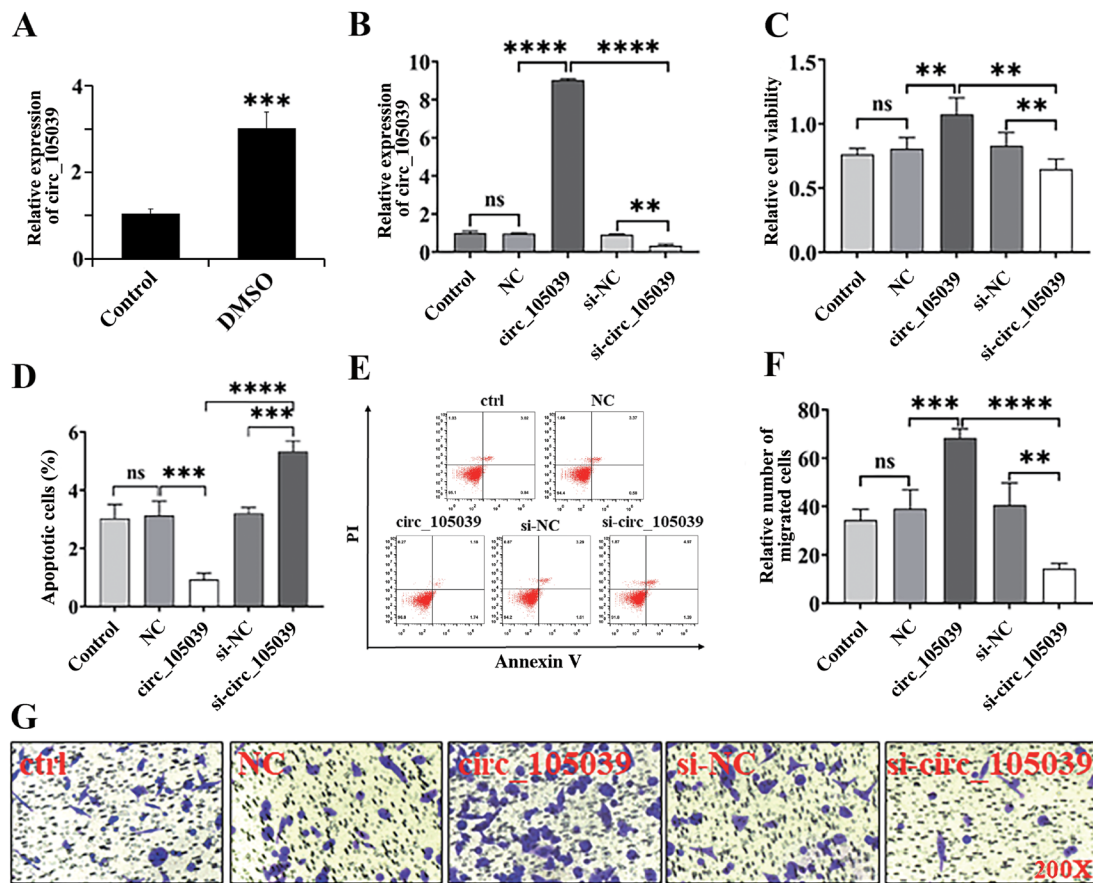 A
Relative expression
of circ_105039
4
3
2
1
0
***
Control
DMSO
B
Relative expression
of circ_105039
10
8
6
4
2
0
ns
****
****
**
Control
NC
circ_105039
si-NC
si-circ_105039
C
Relative cell viability
1.5
1.0
0.5
0.0
ns
**
**
**
Control
NC
circ_105039
si-NC
si-circ_105039
D
Apoptotic cells (%)
6
4
2
0
ns
***
****
***
Control
NC
circ_105039
si-NC
si-circ_105039
E
ctrl
NC
circ_105039
si-NC
si-circ_105039
PI
Annexin V
F
Relative number of
migrated cells
80
60
40
20
0
ns
***
****
**
Control
NC
circ_105039
si-NC
si-circ_105039
G
ctrl
NC
circ_105039
si-NC
si-circ_105039
200X